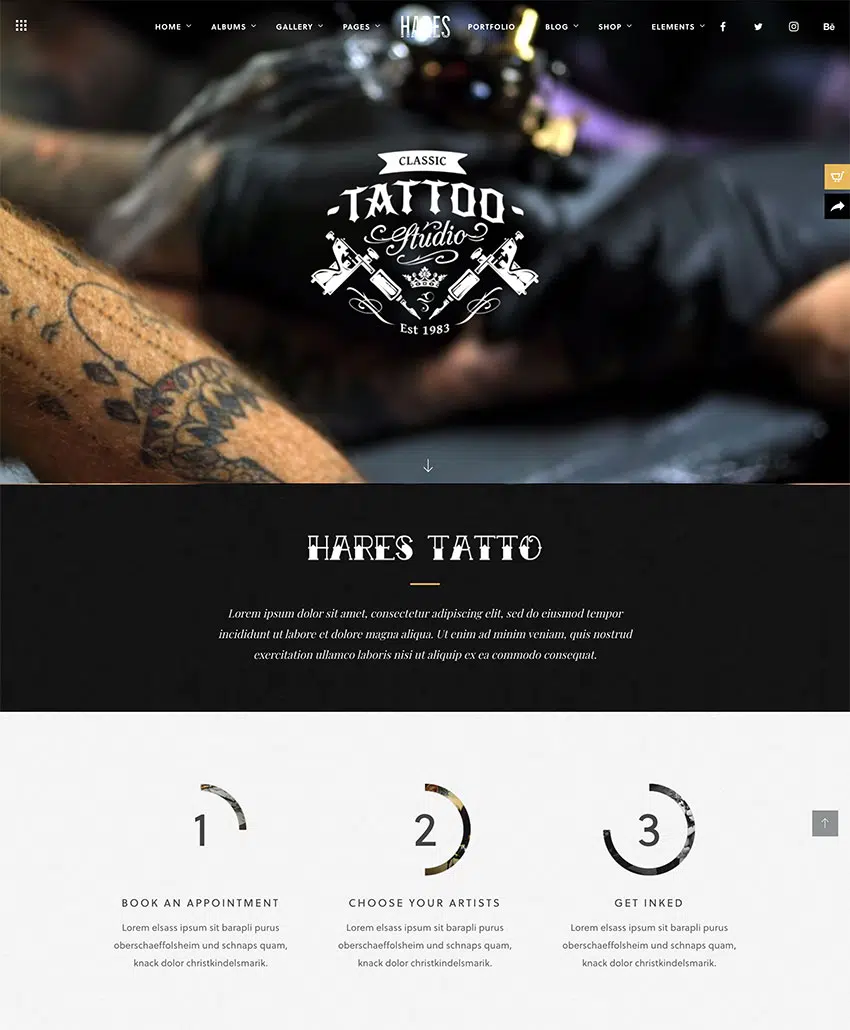 HOME ALBUMS GALLERY PAGES HARES PORTFOLIO BLOG SHOP ELEMENTS Bē
CLASSIC
-TATTOO-
Studio
Est 1983
HARES TATTO
Lorem ipsum dolor sit amet, consectetur adipiscing elit, sed do eiusmod tempor
incididunt ut labore et dolore magna aliqua. Ut enim ad minim veniam, quis nostrud
exercitation ullamco laboris nisi ut aliquip ex ea commodo consequat.
1 2 3
BOOK AN APPOINTMENT CHOOSE YOUR ARTISTS GET INKED
Lorem elsass ipsum sit barapli purus Lorem elsass ipsum sit barapli purus Lorem elsass ipsum sit barapli purus
oberschaeffolsheim und schnaps quam, oberschaeffolsheim und schnaps quam, oberschaeffolsheim und schnaps quam,
knack dolor christkindelsmarik. knack dolor christkindelsmarik. knack dolor christkindelsmarik.